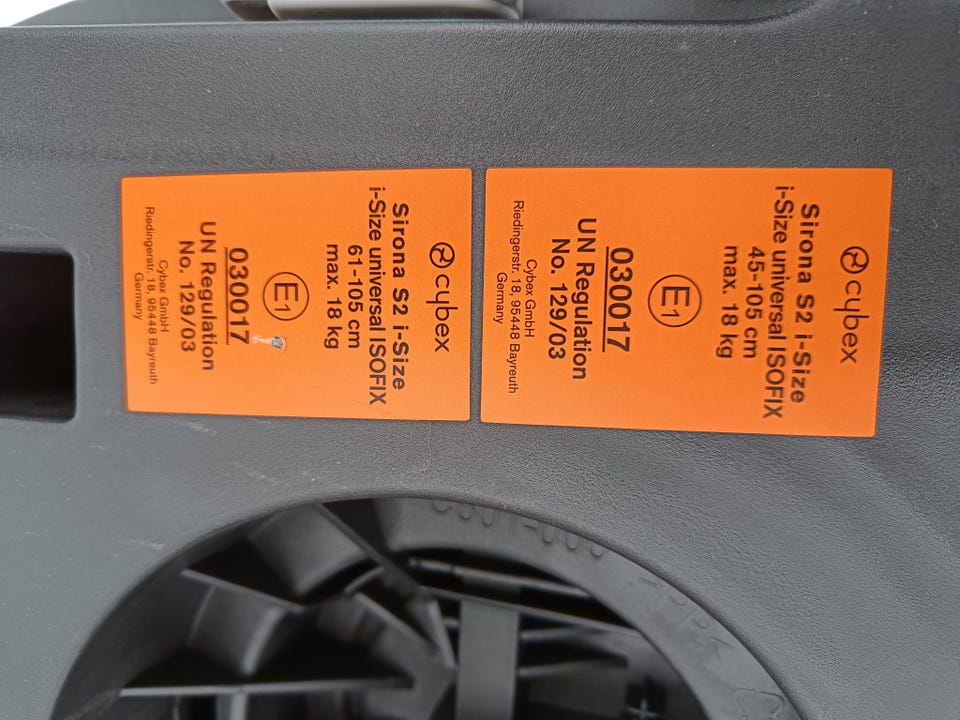 cybex
Sirona S2 i-Size
i-Size universal ISOFIX
45-105 cm
max. 18 kg
E1
030017
UN Regulation
No. 129/03
Cybex GmbH
Riedingerstr. 18, 95448 Bayreuth
Germany
cybex
Sirona S2 i-Size
i-Size universal ISOFIX
61-105 cm
max. 18 kg
E1
030017
UN Regulation
No. 129/03
Cybex GmbH
Riedingerstr. 18, 95448 Bayreuth
Germany